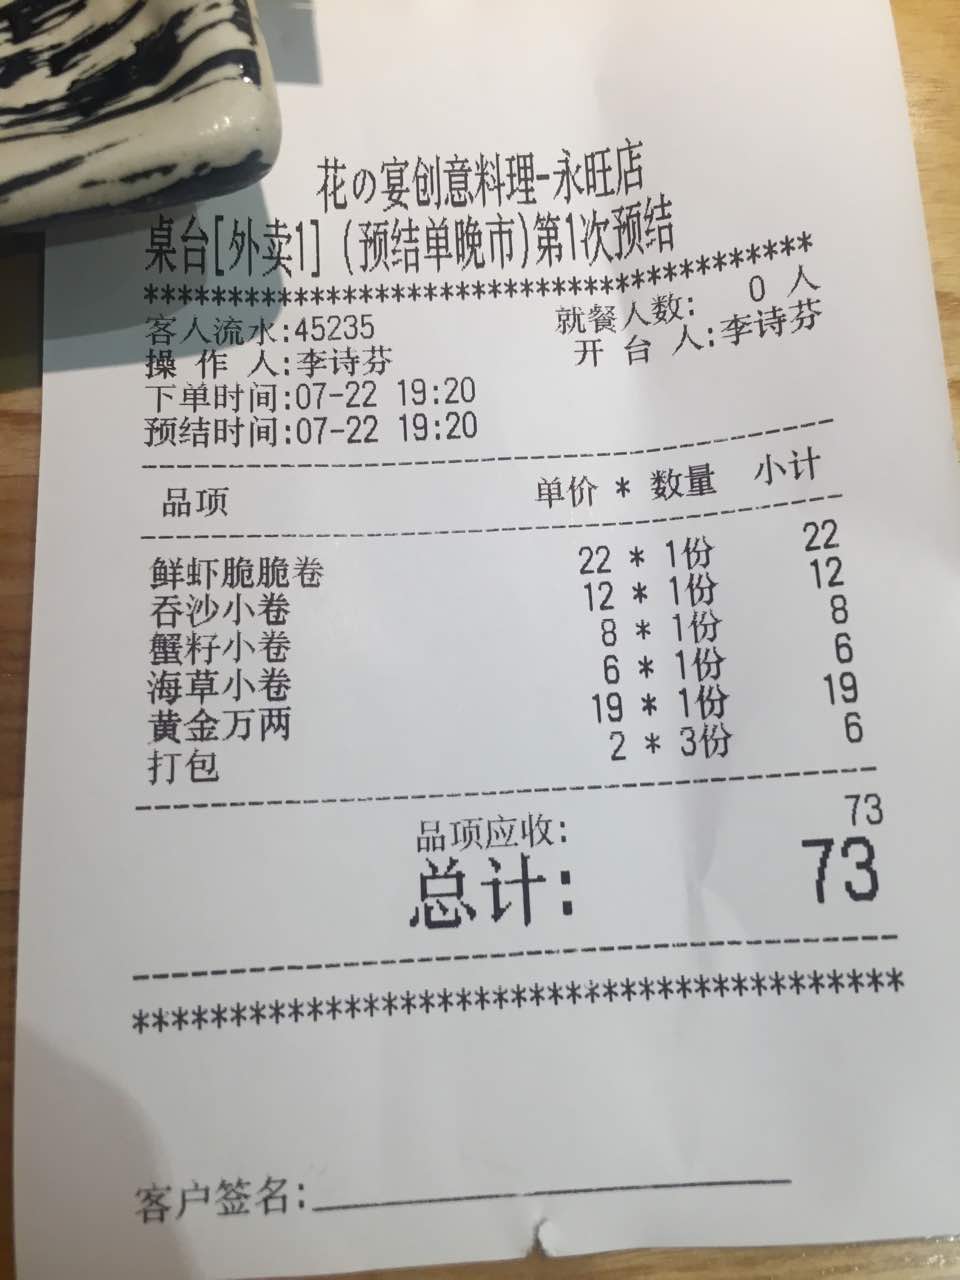 花の宴创意料理-永旺店
桌台[外卖1] (预结单晚市)第1次预结
****************************************
客人流水:45235 就餐人数: 0 人
操 作 人:李诗芬 开 台 人:李诗芬
下单时间:07-22 19:20
预结时间:07-22 19:20
品项 单价 * 数量 小计
鲜虾脆脆卷 22 * 1份 22
吞沙小卷 12 * 1份 12
蟹籽小卷 8 * 1份 8
海草小卷 6 * 1份 6
黄金万两 19 * 1份 19
打包 2 * 3份 6
品项应收: 73
总计: 73
****************************************
客户签名: